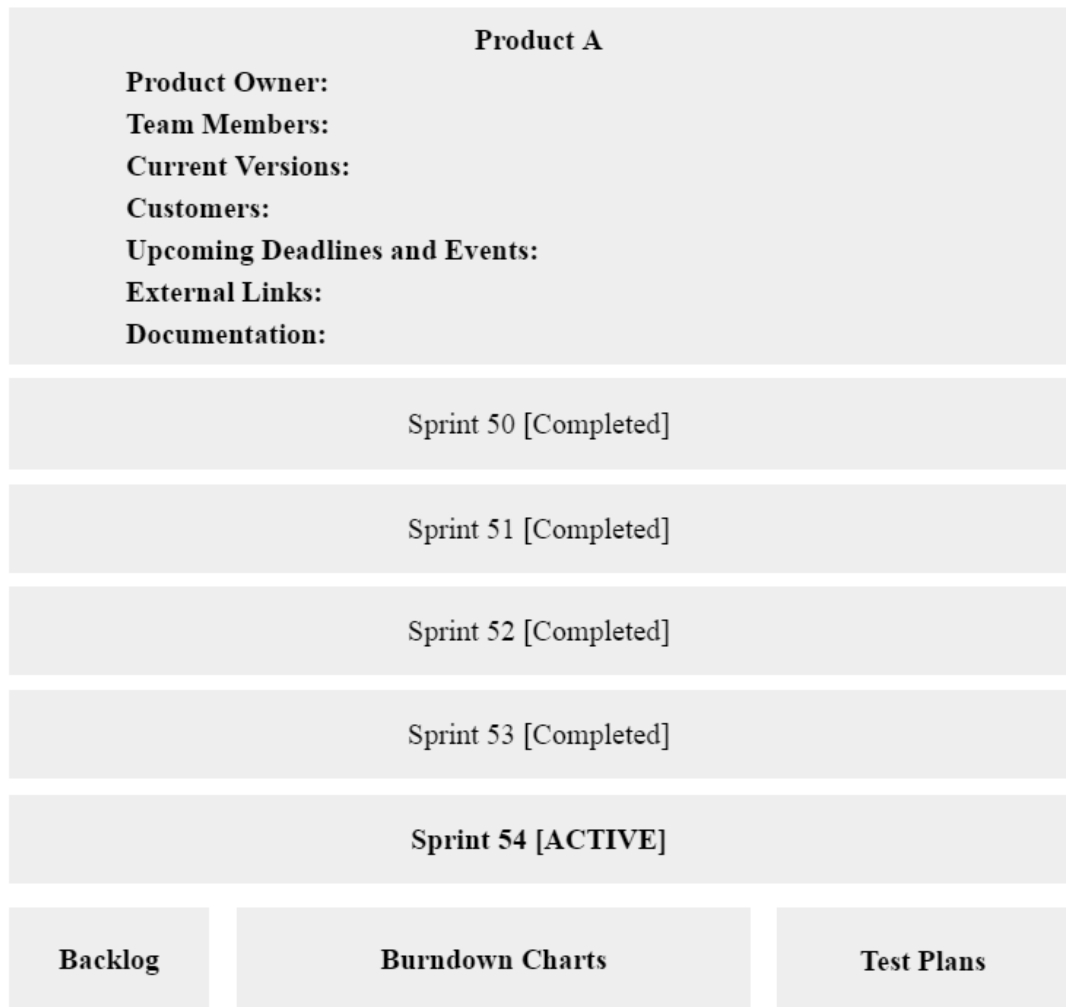 Product A
Product Owner:
Team Members:
Current Versions:
Customers:
Upcoming Deadlines and Events:
External Links:
Documentation:
Sprint 50 [Completed]
Sprint 51 [Completed]
Sprint 52 [Completed]
Sprint 53 [Completed]
Sprint 54 [ACTIVE]
Backlog
Burndown Charts
Test Plans